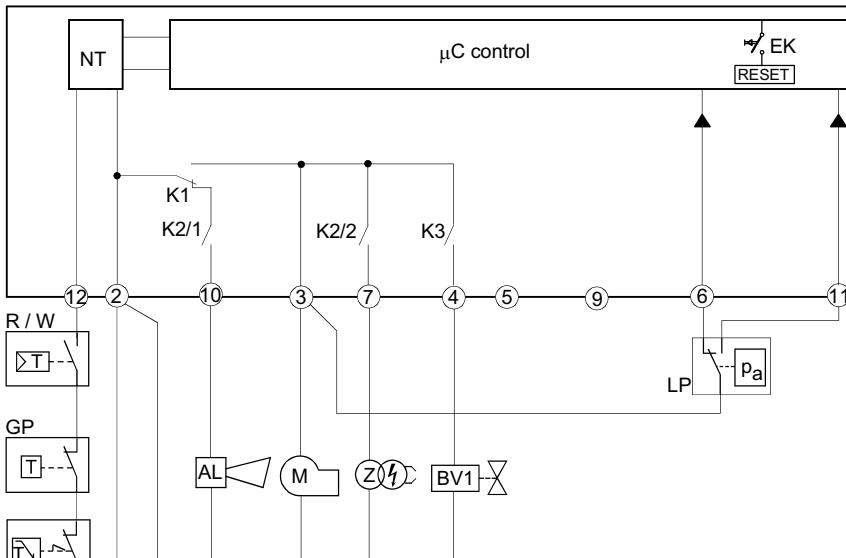 NT
μC control
EK
RESET
K1
K2/1
K2/2
K3
12
2
10
3
7
4
5
9
6
11
R / W
T
LP
pa
GP
T
AL
M
Z
BV1
T